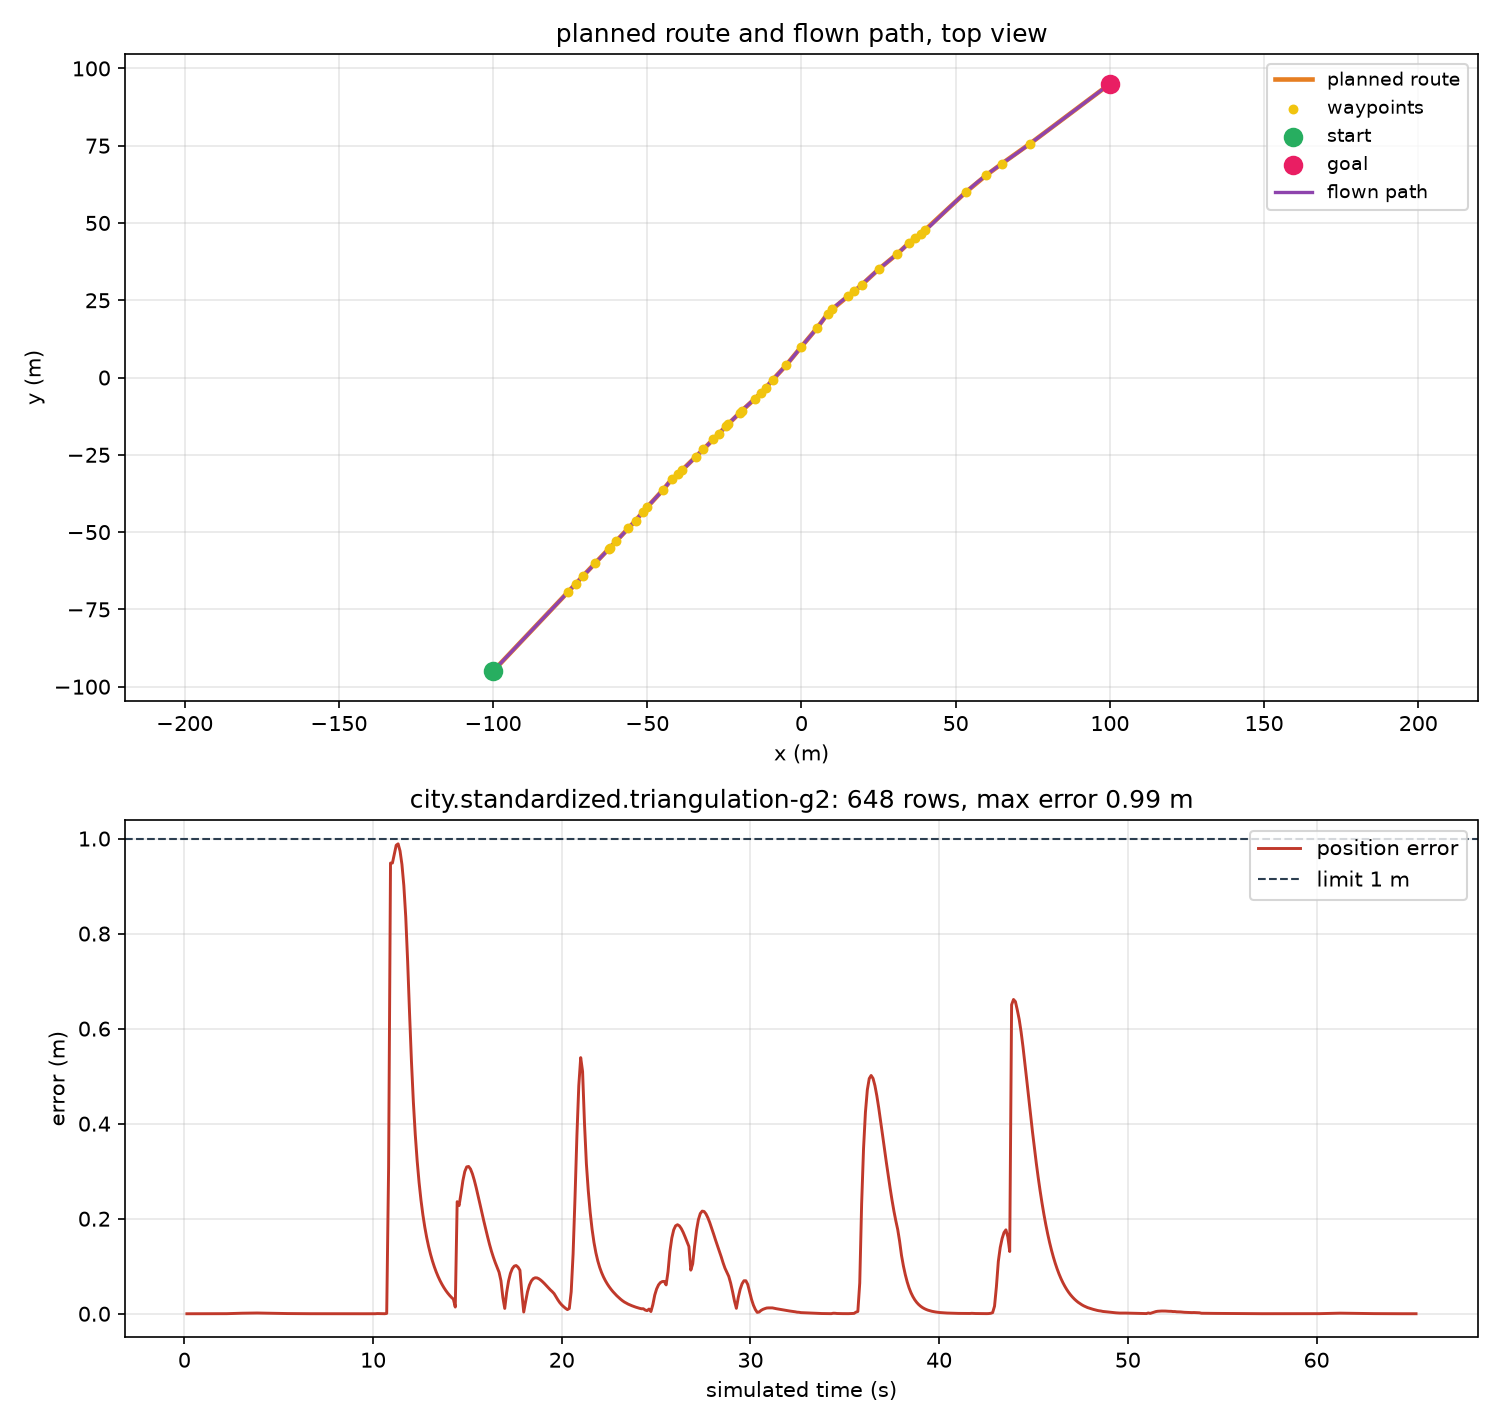 planned route and flown path, top view
100
75
50
25
0
−25
−50
−75
−100
y (m)
planned route
waypoints
start
goal
flown path
−200
−150
−100
−50
0
50
100
150
200
x (m)
city.standardized.triangulation-g2: 648 rows, max error 0.99 m
1.0
0.8
0.6
0.4
0.2
0.0
error (m)
position error
limit 1 m
0
10
20
30
40
50
60
simulated time (s)